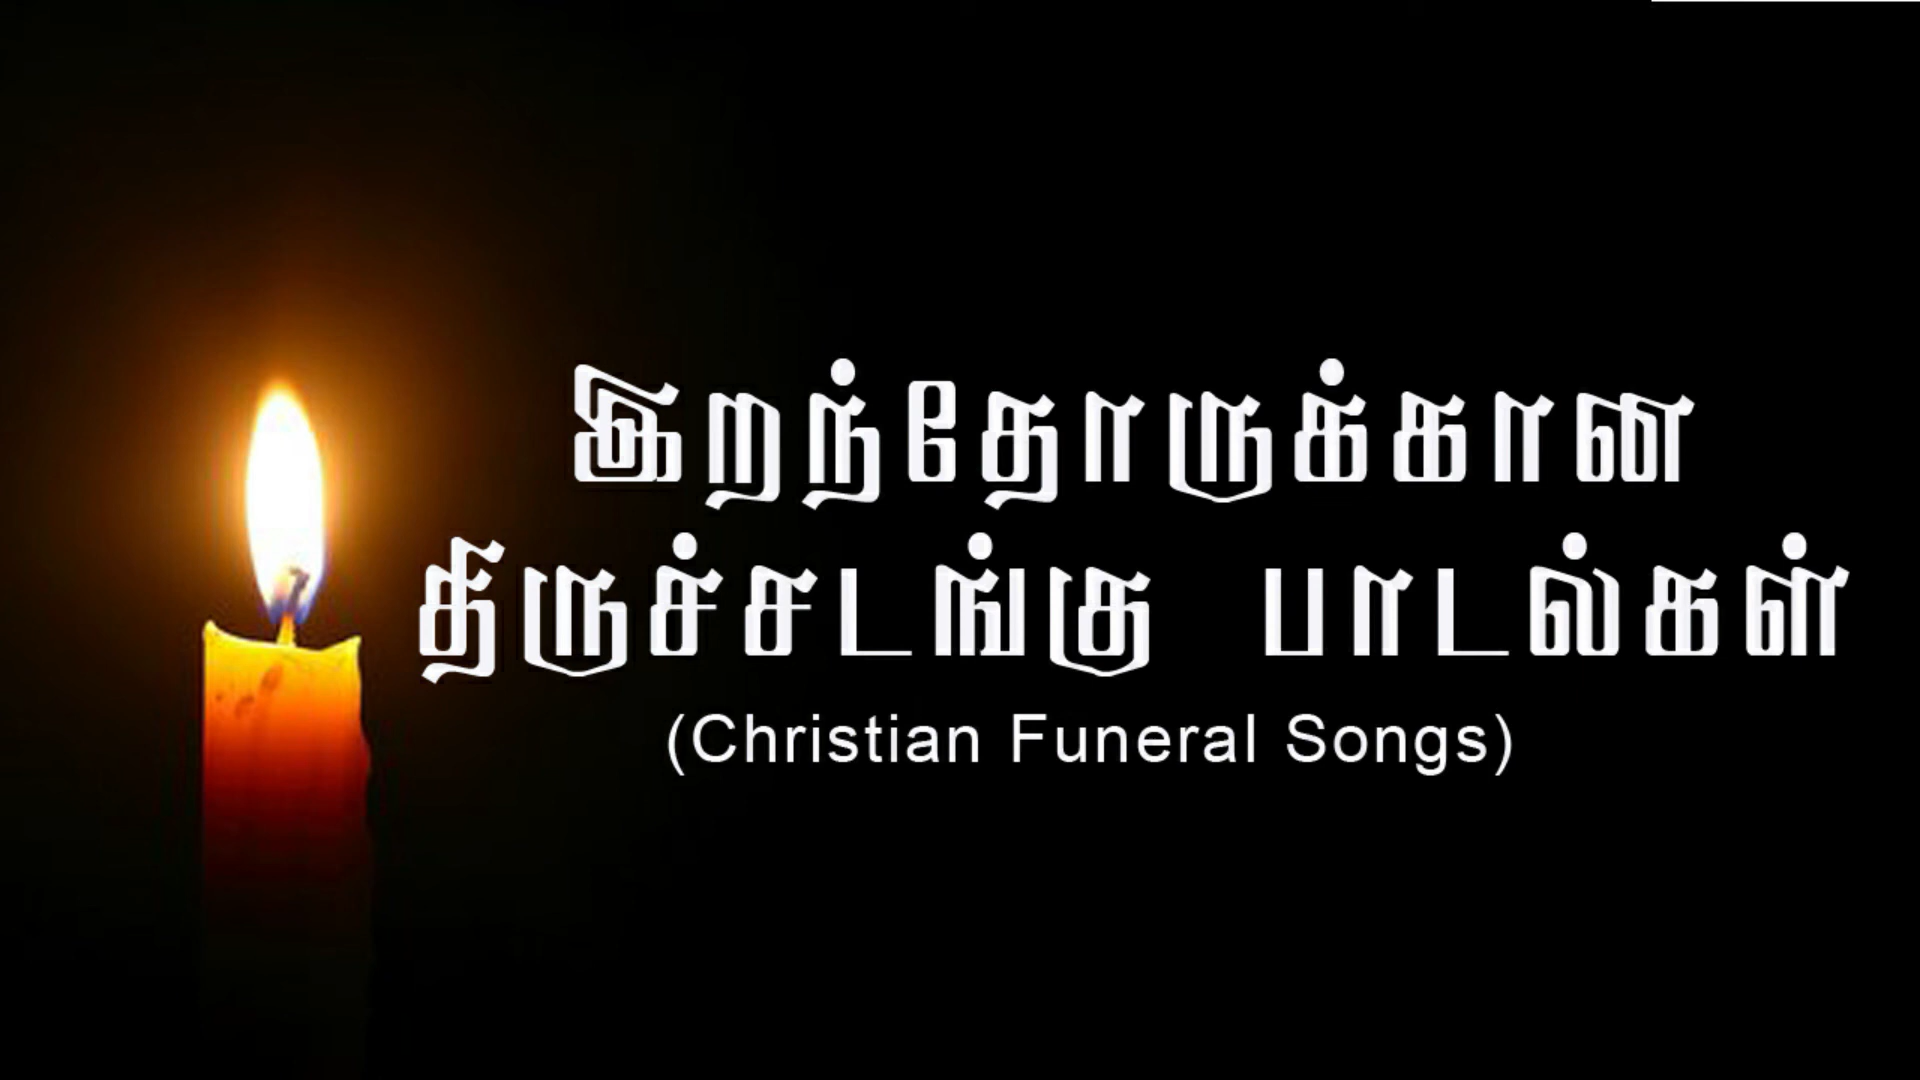 இறந்தோருக்கான
திருச்சடங்கு பாடல்கள்
(Christian Funeral Songs)